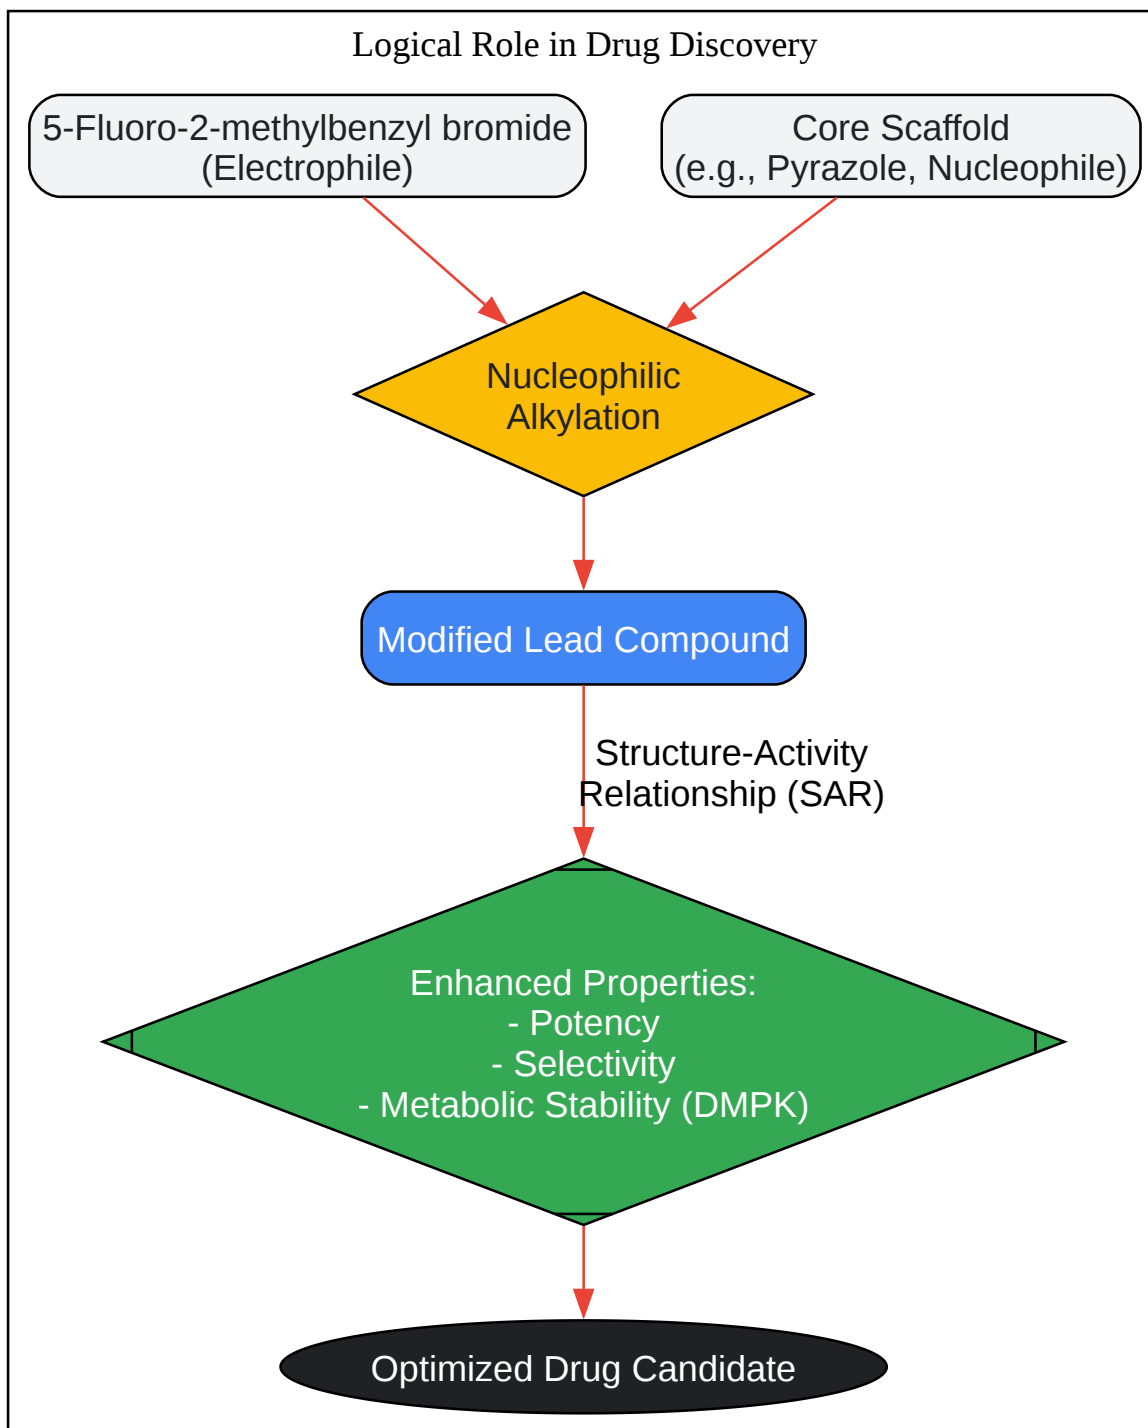 Logical Role in Drug Discovery
5-Fluoro-2-methylbenzyl bromide
(Electrophile)
Core Scaffold
(e.g., Pyrazole, Nucleophile)
Nucleophilic
Alkylation
Modified Lead Compound
Structure-Activity
Relationship (SAR)
Enhanced Properties:
- Potency
- Selectivity
- Metabolic Stability (DMPK)
Optimized Drug Candidate